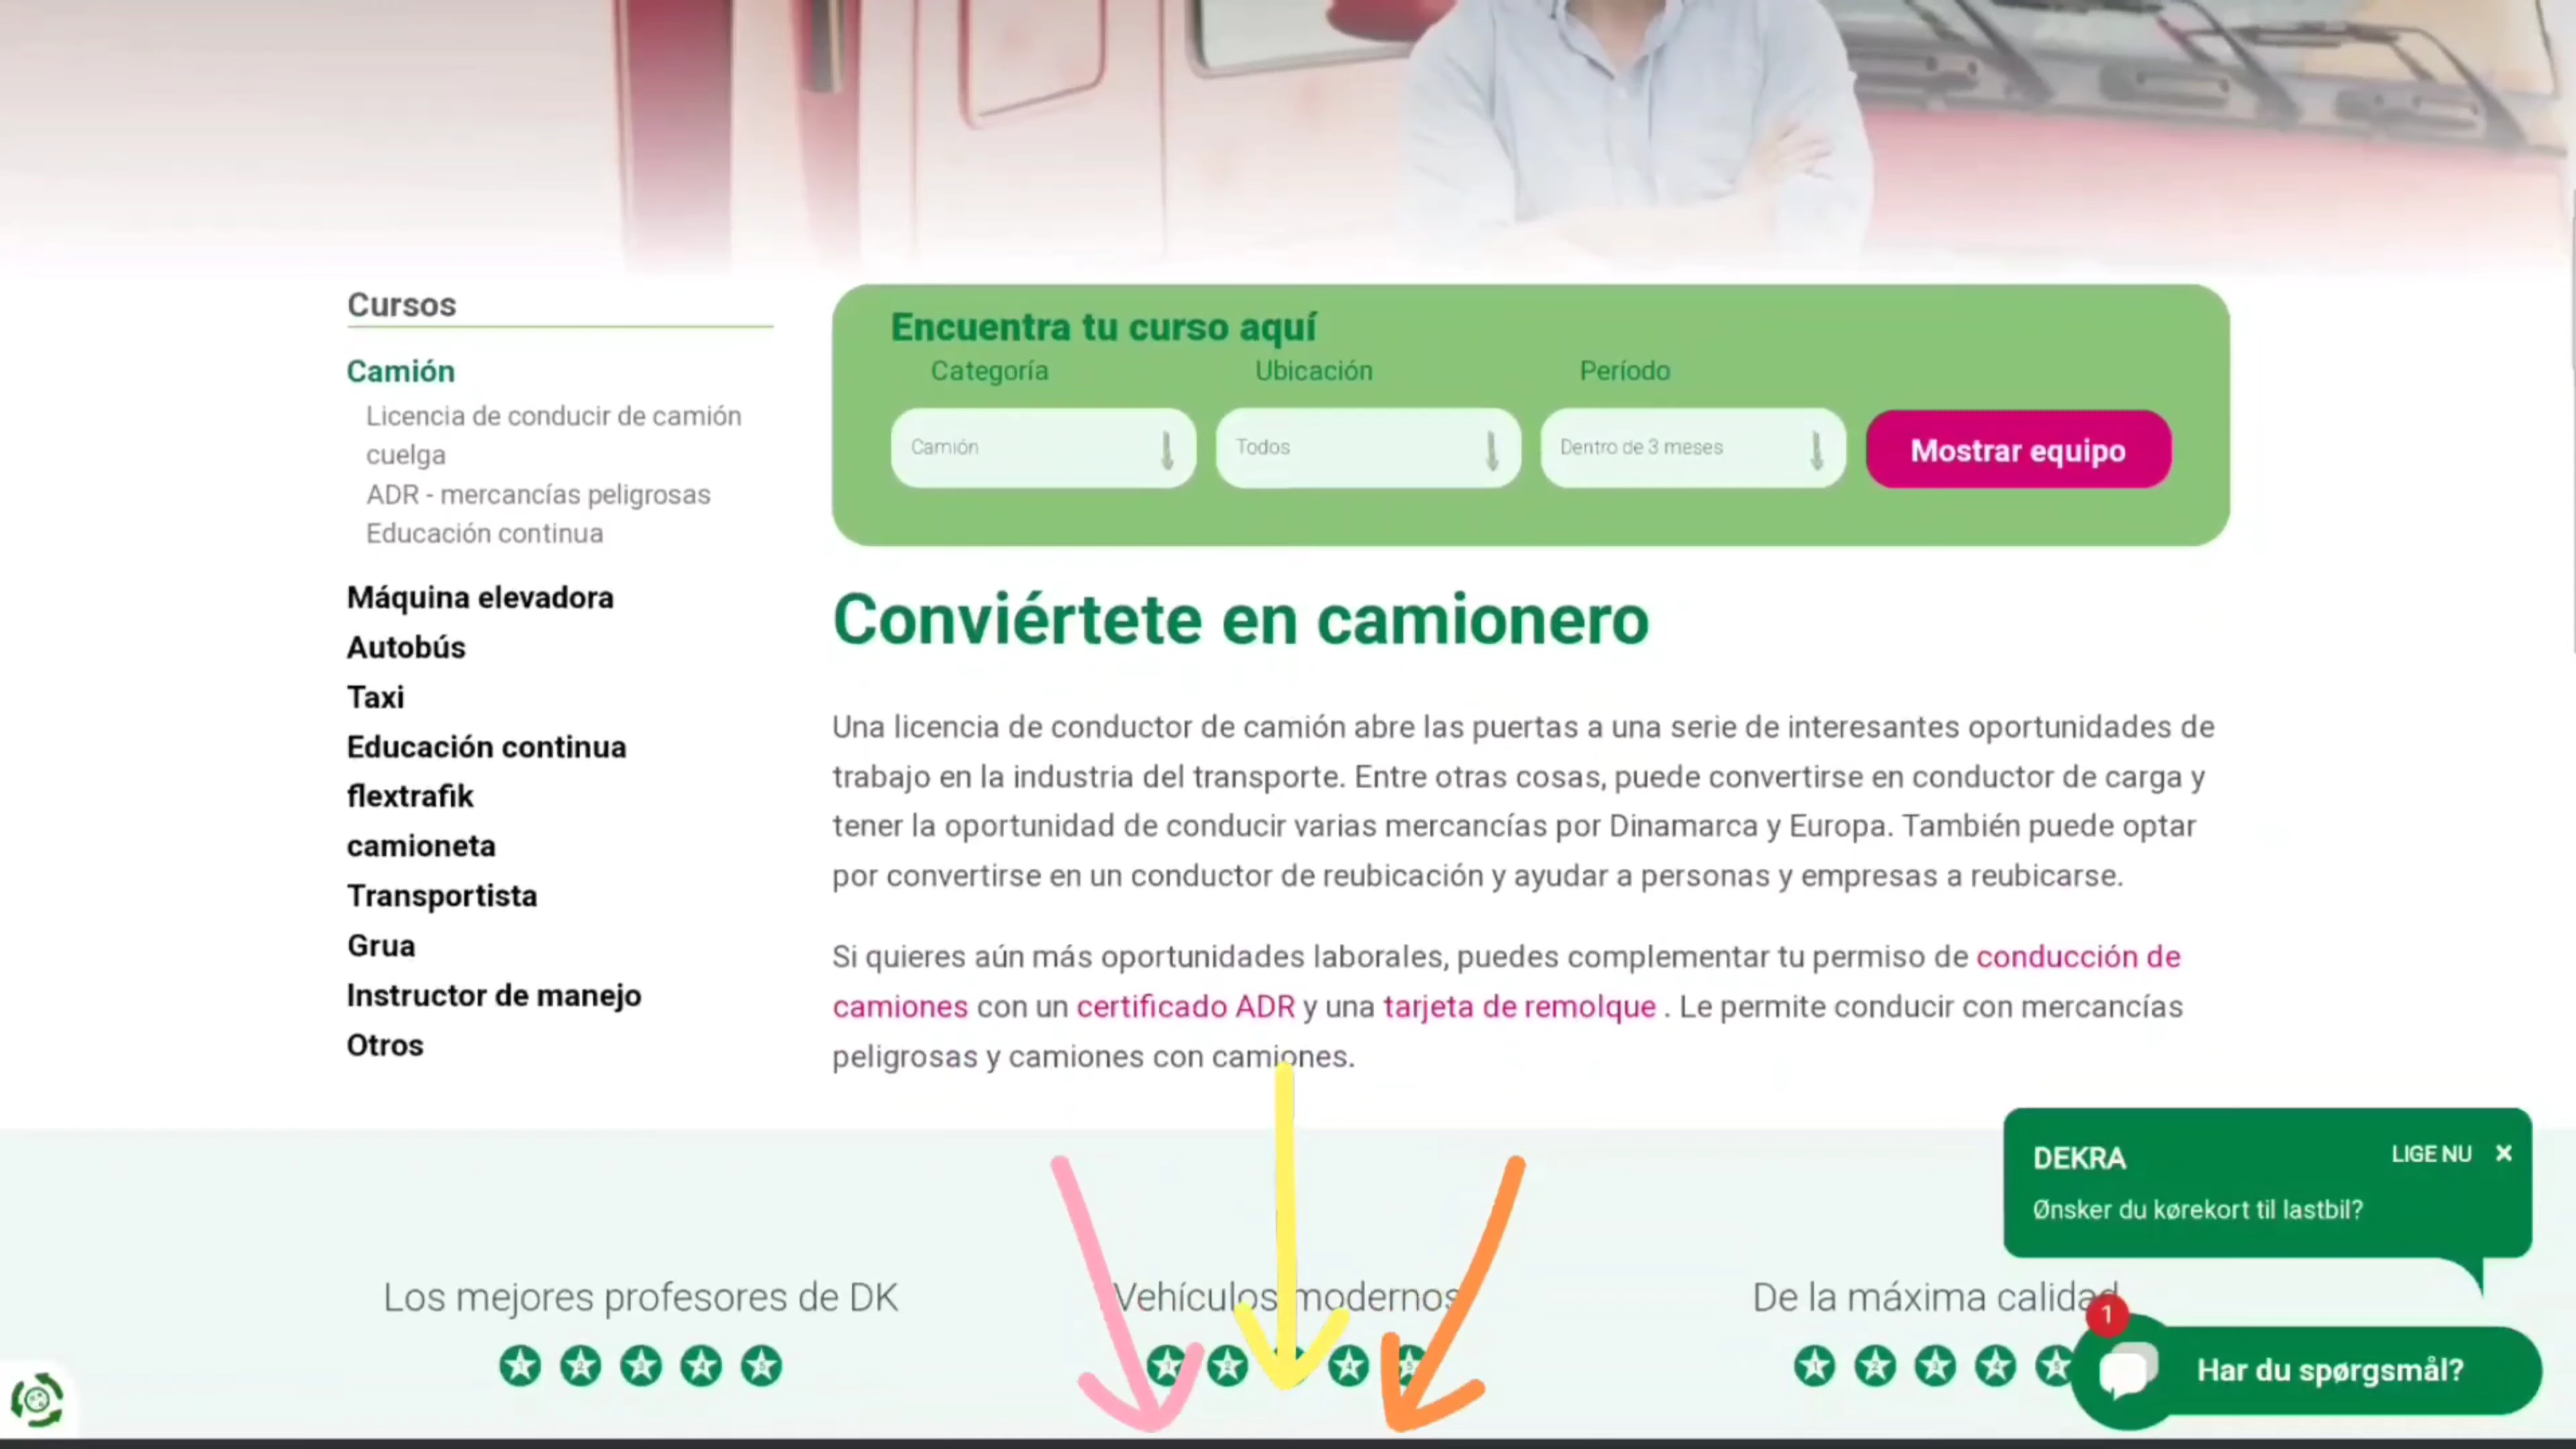 Cursos
Camión
Licencia de conducir de camión
cuelga
ADR - mercancías peligrosas
Educación continua
Máquina elevadora
Autobús
Taxi
Educación continua
flextrafik
camioneta
Transportista
Grua
Instructor de manejo
Otros
Encuentra tu curso aquí
Categoría Ubicación Período
Camión Todos Dentro de 3 meses Mostrar equipo
Conviértete en camionero
Una licencia de conductor de camión abre las puertas a una serie de interesantes oportunidades de
trabajo en la industria del transporte. Entre otras cosas, puede convertirse en conductor de carga y
tener la oportunidad de conducir varias mercancías por Dinamarca y Europa. También puede optar
por convertirse en un conductor de reubicación y ayudar a personas y empresas a reubicarse.
Si quieres aún más oportunidades laborales, puedes complementar tu permiso de conducción de
camiones con un certificado ADR y una tarjeta de remolque . Le permite conducir con mercancías
peligrosas y camiones con camiones.
Los mejores profesores de DK
Vehículos modernos
De la máxima calidad
DEKRA LIGE NU ×
Ønsker du kørekort til lastbil?
1
Har du spørgsmål?